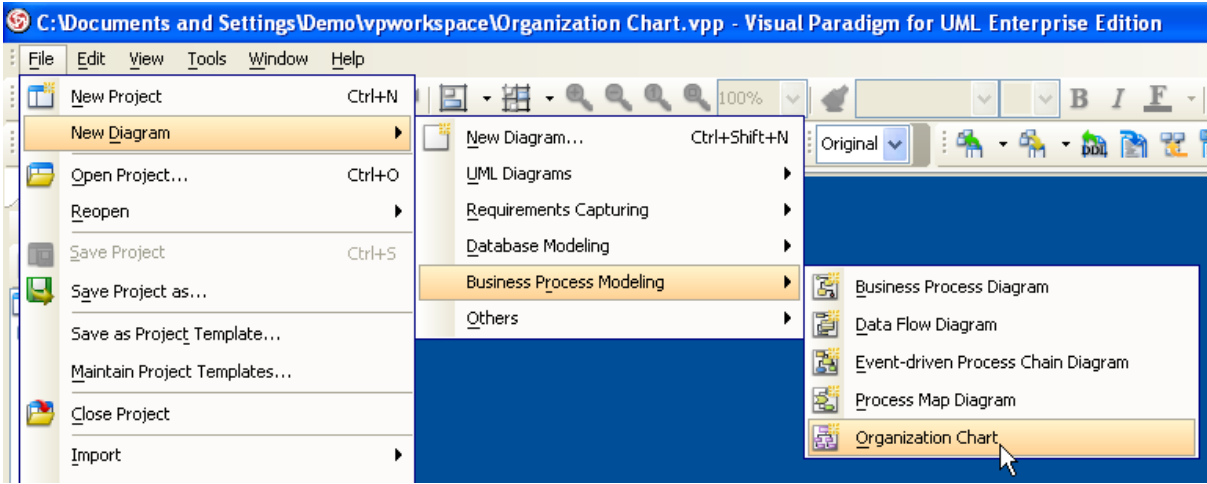 C:\Documents and Settings\Demo\vpworkspace\Organization Chart.vpp - Visual Paradigm for UML Enterprise Edition
File Edit View Tools Window Help
New Project Ctrl+N
100%
B I F
New Diagram
New Diagram... Ctrl+Shift+N
Original
DDL
Open Project... Ctrl+O
UML Diagrams
Reopen
Requirements Capturing
Save Project Ctrl+S
Database Modeling
Save Project as...
Business Process Modeling
Business Process Diagram
Save as Project Template...
Others
Data Flow Diagram
Maintain Project Templates...
Event-driven Process Chain Diagram
Close Project
Process Map Diagram
Import
Organization Chart